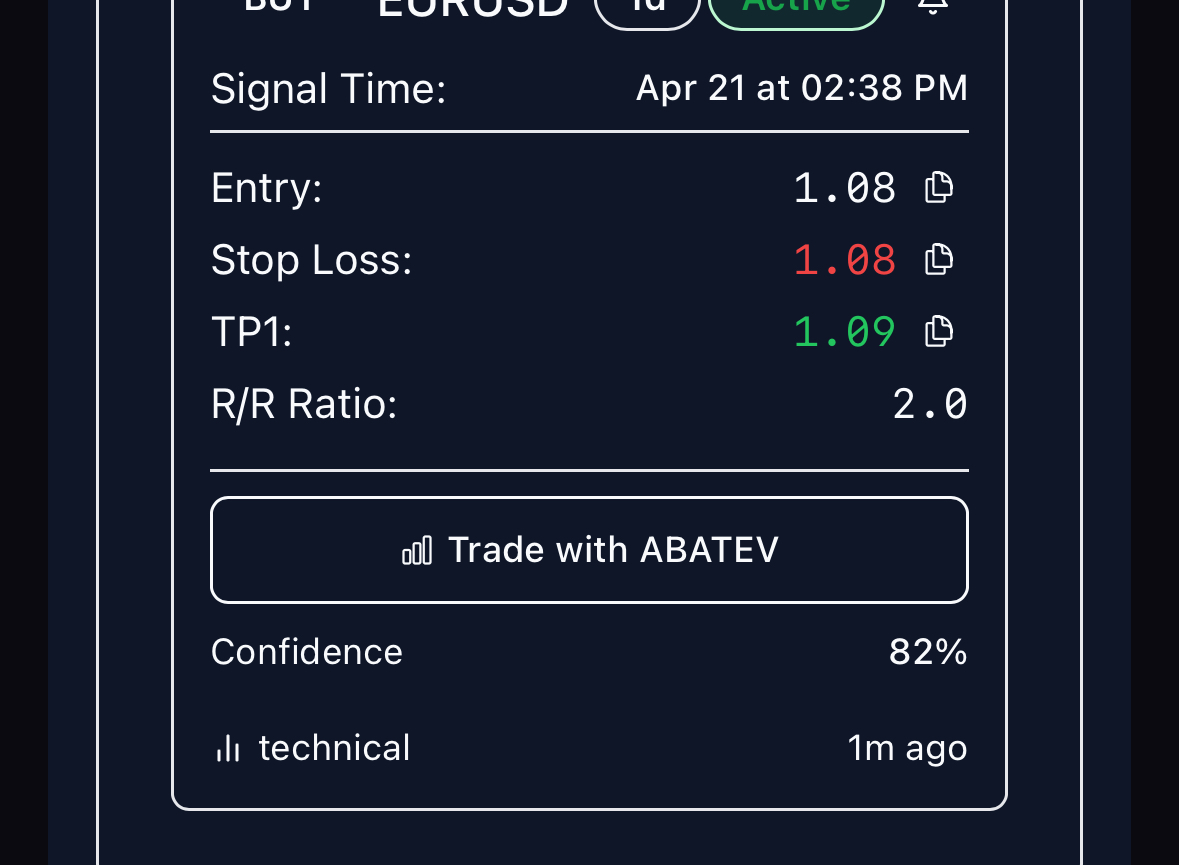 BUY EURUSD 1d Active
Signal Time: Apr 21 at 02:38 PM
Entry: 1.08
Stop Loss: 1.08
TP1: 1.09
R/R Ratio: 2.0
Trade with ABATEV
Confidence 82%
technical 1m ago